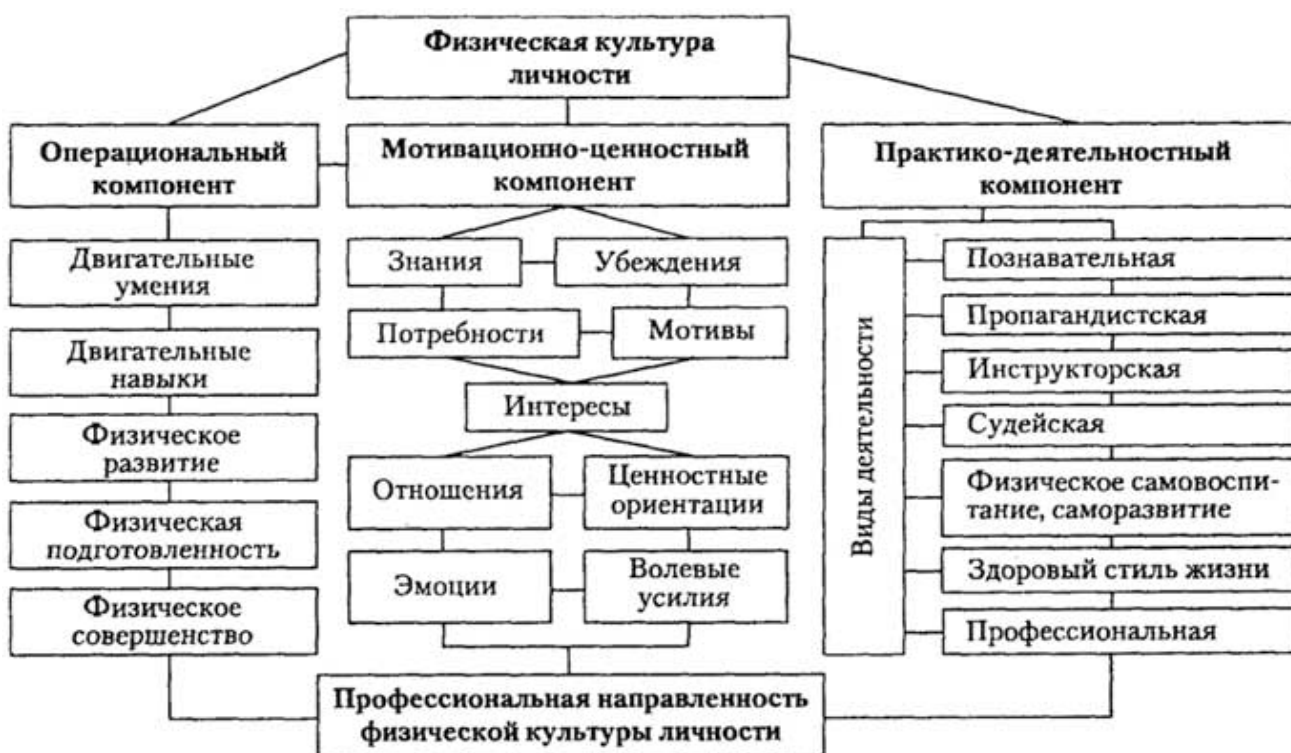 Физическая культура
личности
Операциональный
компонент
Мотивационно-ценностный
компонент
Практико-деятельностный
компонент
Двигательные
умения
Двигательные
навыки
Физическое
развитие
Физическая
подготовленность
Физическое
совершенство
Знания
Убеждения
Потребности
Мотивы
Интересы
Отношения
Ценностные
ориентации
Эмоции
Волевые
усилия
Виды деятельности
Познавательная
Пропагандистская
Инструкторская
Судейская
Физическое самовоспи-
тание, саморазвитие
Здоровый стиль жизни
Профессиональная
Профессиональная направленность
физической культуры личности